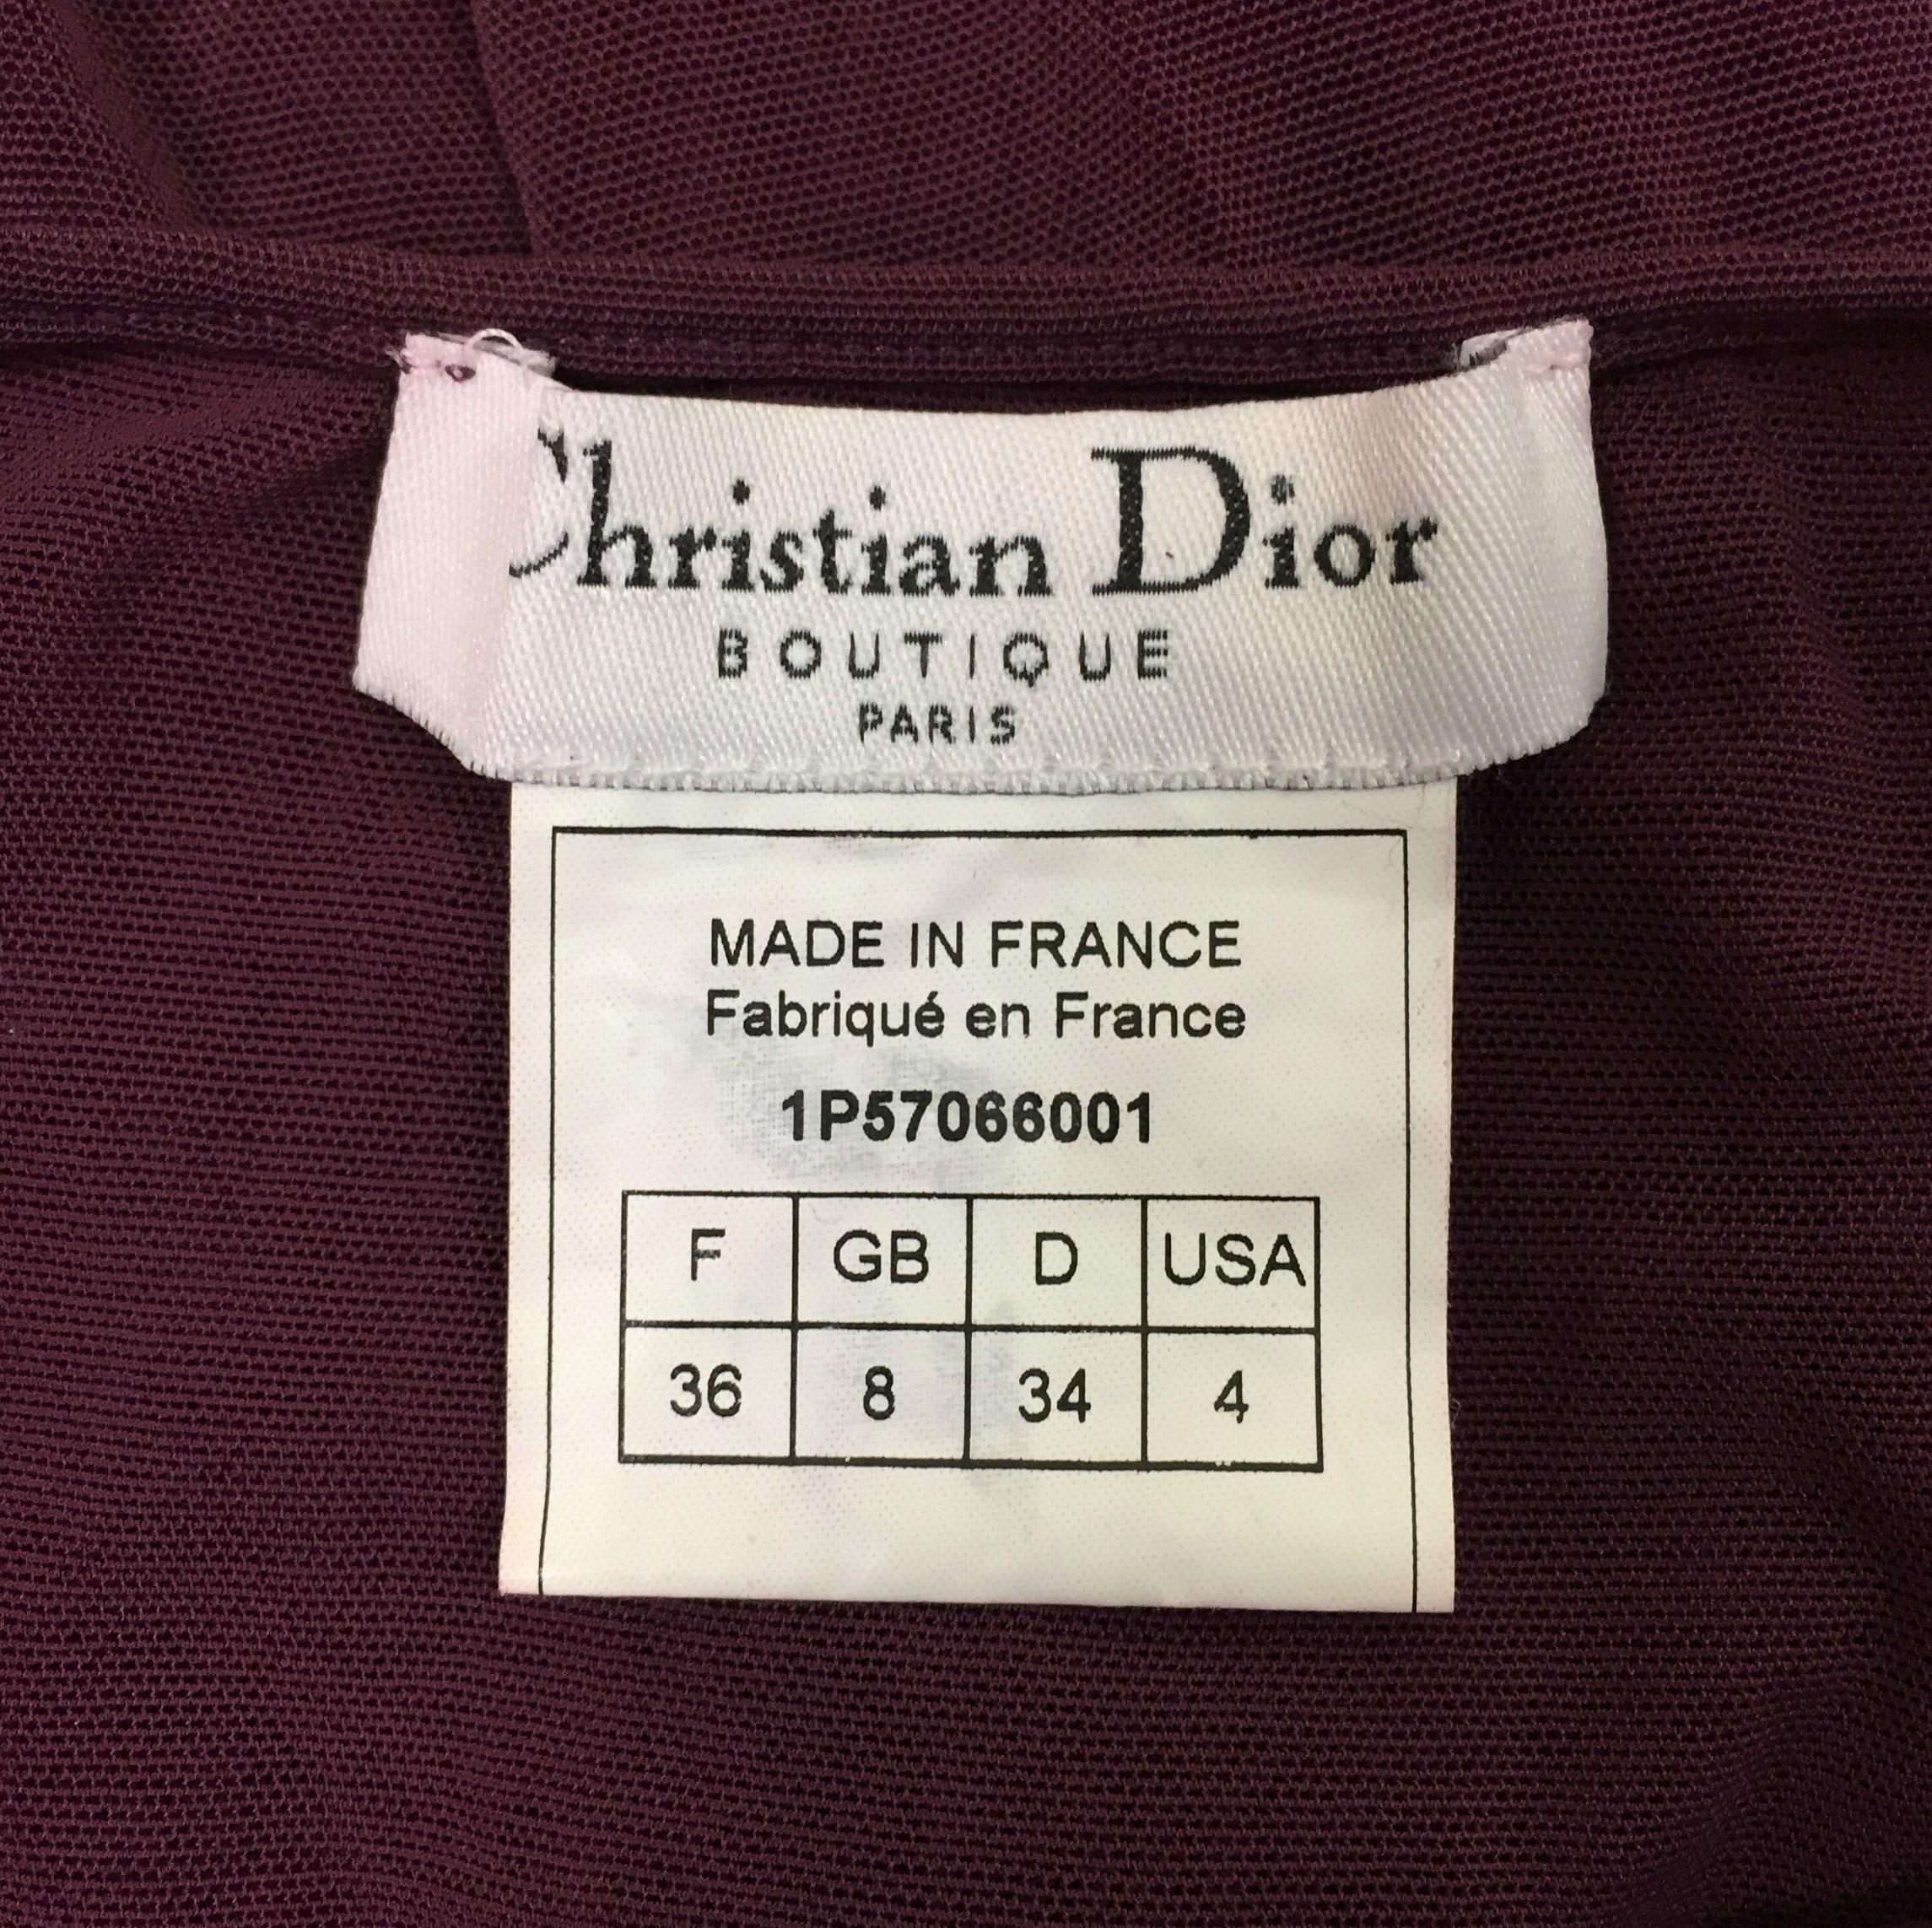 Christian Dior
BOUTIQUE
PARIS
MADE IN FRANCE
Fabriqué en France
1P57066001
F GB D USA
36 8 34 4